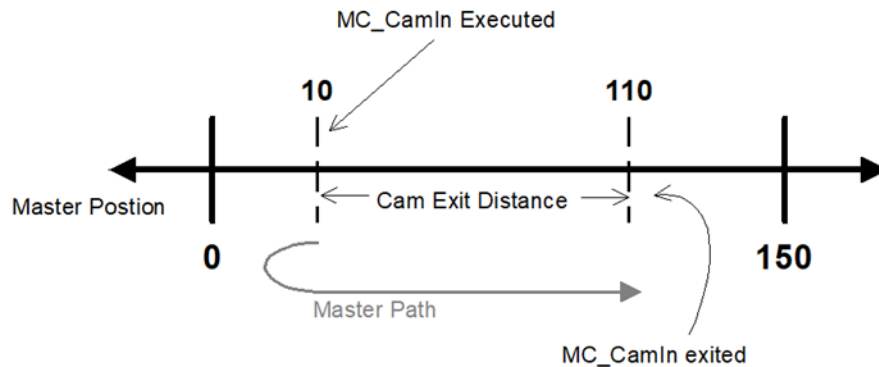 MC_CamIn Executed
10
110
Cam Exit Distance
Master Postion
0
150
Master Path
MC_CamIn exited